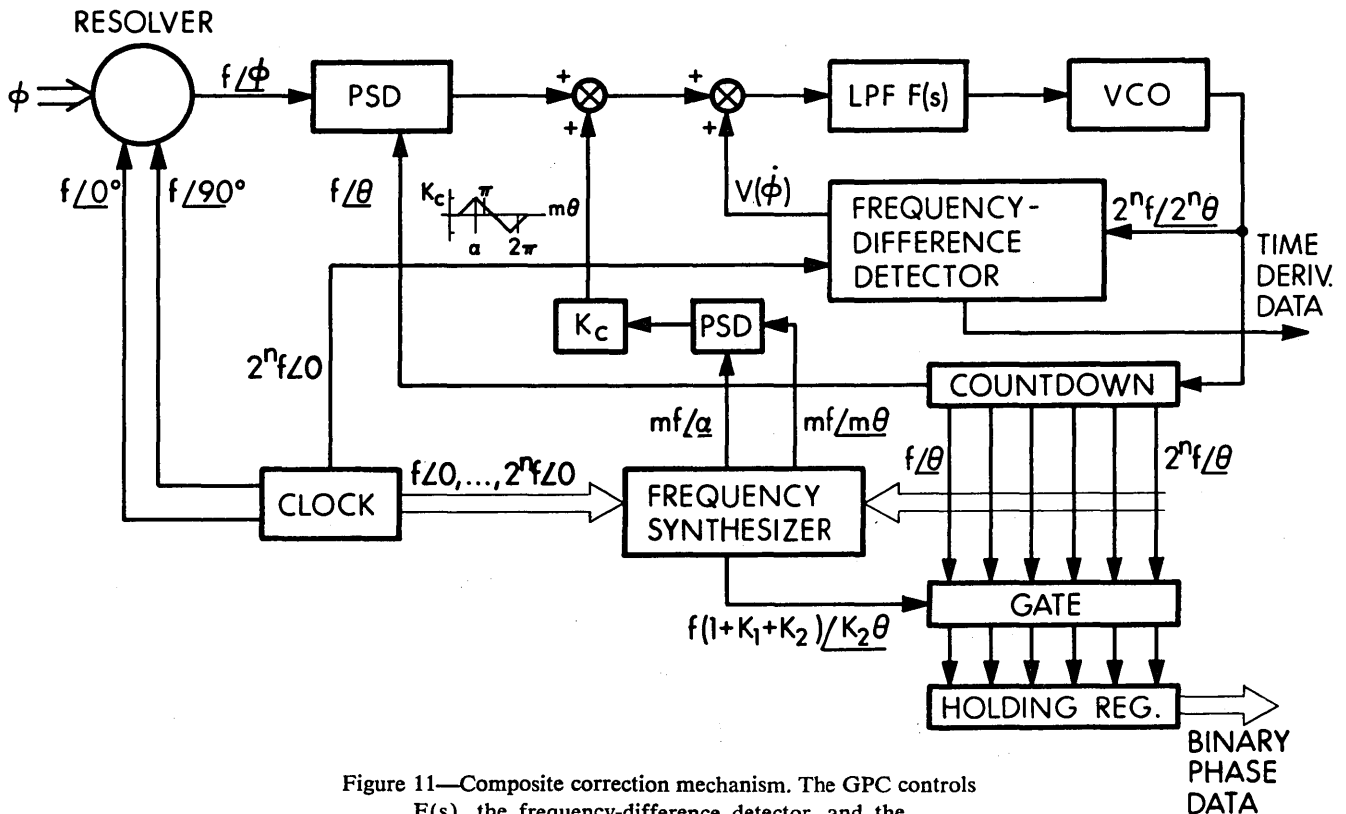 RESOLVER
ϕ
f/ϕ
PSD
+
+
+
+
LPF F(s)
VCO
f/0°
f/90°
f/θ
K_c
π
mθ
α
2π
V(ϕ̇)
FREQUENCY-
DIFFERENCE
DETECTOR
2ⁿf/2ⁿθ
TIME
DERIV.
DATA
K_c
PSD
2ⁿf∠0
COUNTDOWN
mf/α
mf/mθ
f/θ
2ⁿf/θ
CLOCK
f∠0,...,2ⁿf∠0
FREQUENCY
SYNTHESIZER
GATE
f(1+K₁+K₂)/K₂θ
HOLDING REG.
BINARY
PHASE
DATA
Figure 11—Composite correction mechanism. The GPC controls
F(s), the frequency-difference detector, and the